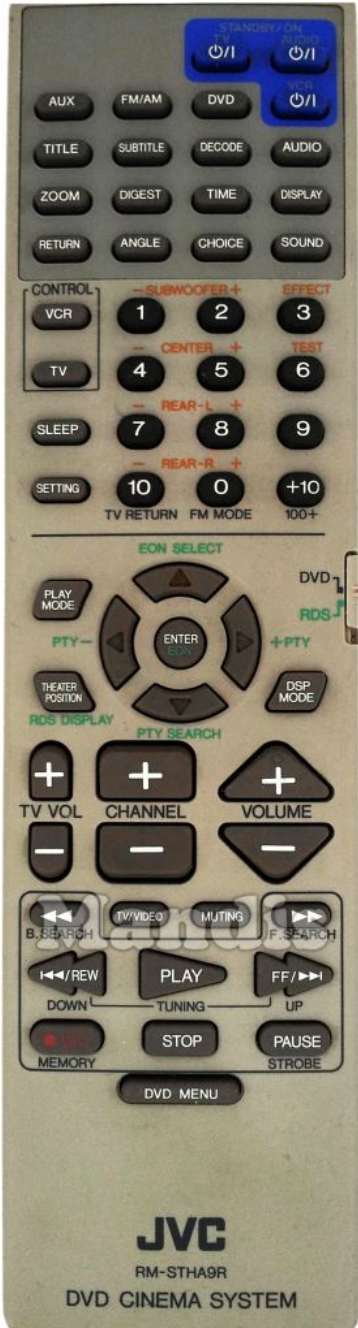 STANDBY/ON
TV AUDIO
⏻/I ⏻/I
VCR
AUX FM/AM DVD ⏻/I
TITLE SUBTITLE DECODE AUDIO
ZOOM DIGEST TIME DISPLAY
RETURN ANGLE CHOICE SOUND
CONTROL - SUBWOOFER + EFFECT
VCR 1 2 3
- CENTER + TEST
TV 4 5 6
- REAR-L +
SLEEP 7 8 9
- REAR-R +
SETTING 10 0 +10
TV RETURN FM MODE 100+
EON SELECT
DVD
PLAY
MODE
RDS
PTY - ENTER + PTY
EON
THEATER
POSITION
DSP
MODE
RDS DISPLAY
PTY SEARCH
+ + +
TV VOL CHANNEL VOLUME
- - -
◀◀ TV/VIDEO MUTING ▶▶
B.SEARCH F.SEARCH
Mandis
I◀◀/REW PLAY FF/▶▶I
DOWN TUNING UP
STOP PAUSE
MEMORY STROBE
DVD MENU
JVC
RM-STHA9R
DVD CINEMA SYSTEM